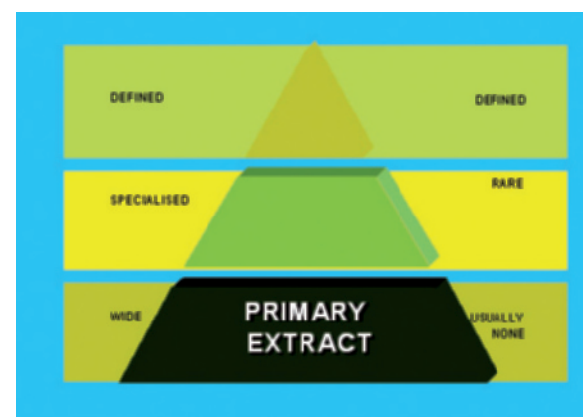 DEFINED
DEFINED
SPECIALISED
RARE
WIDE
PRIMARY
EXTRACT
USUALLY
NONE